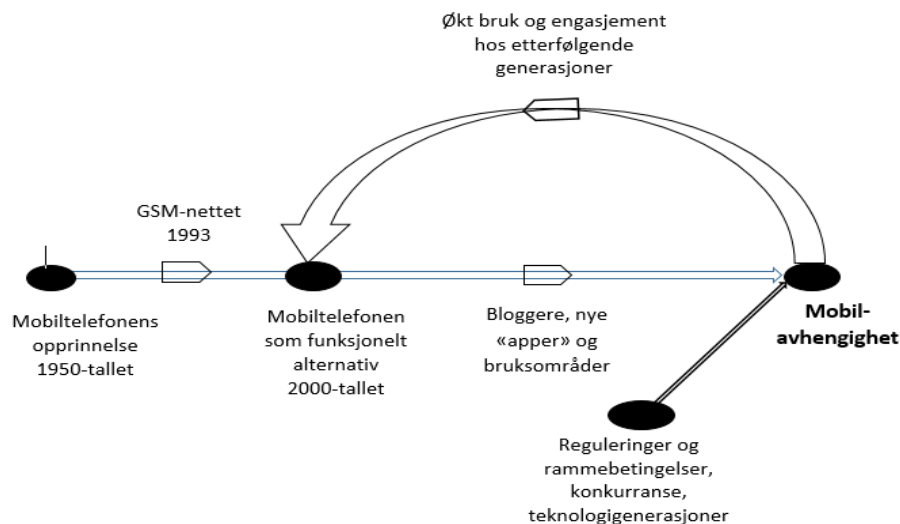 Økt bruk og engasjement
hos etterfølgende
generasjoner
GSM-nettet
1993
Mobiltelefonens
opprinnelse
1950-tallet
Mobiltelefonen
som funksjonelt
alternativ
2000-tallet
Bloggere, nye
«apper» og
bruksområder
Mobil-
avhengighet
Reguleringer og
rammebetingelser,
konkurranse,
teknologigenerasjoner